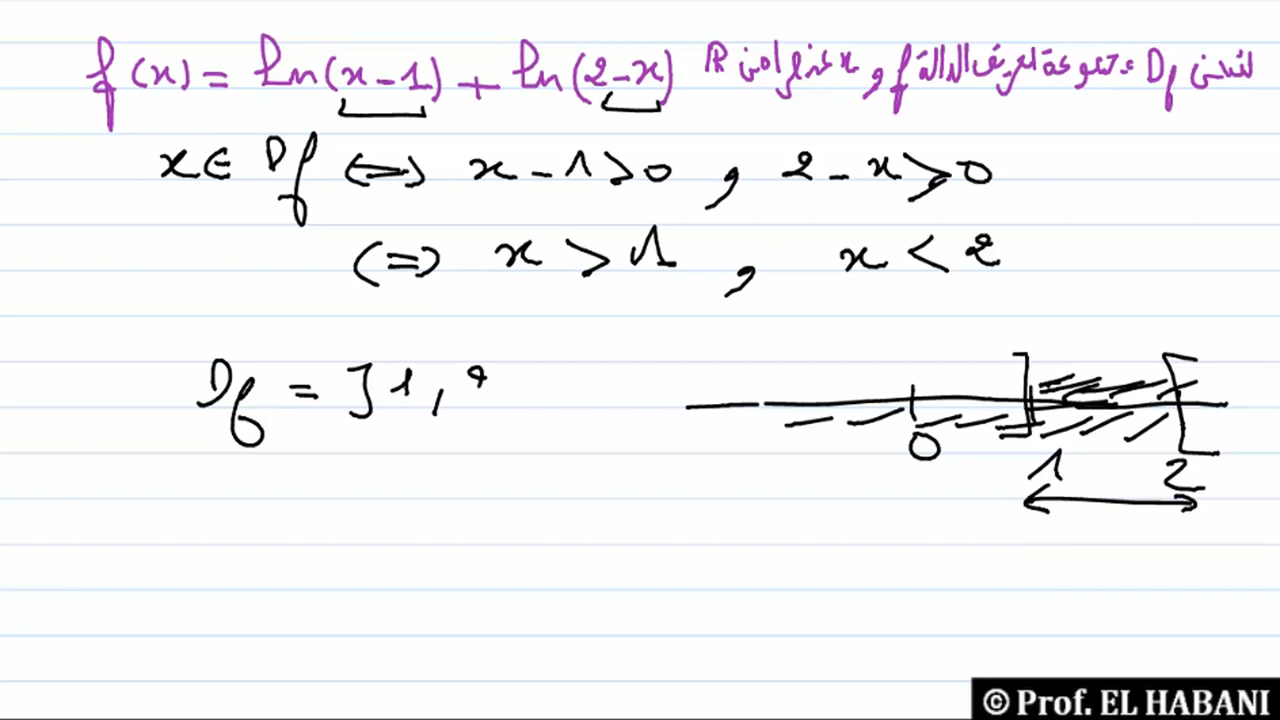 f(x) = ln(x-1) + ln(2-x) لتكن Df مجموعة تعريف الدالة f و x عنصرا من ℝ
x ∈ Df ⟺ x - 1 > 0 , 2 - x > 0
⟺ x > 1 , x < 2
Df = ]1,
0 1 2
© Prof. EL HABANI